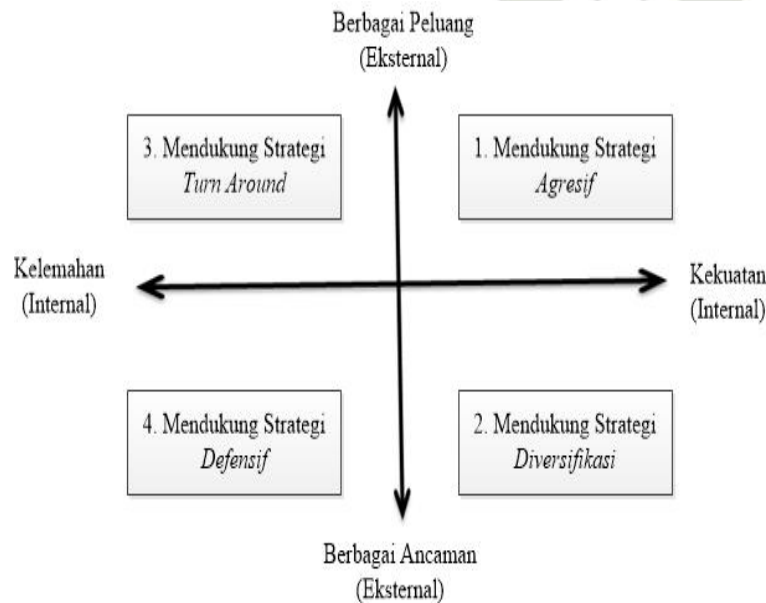 Berbagai Peluang
(Eksternal)
3. Mendukung Strategi
Turn Around
1. Mendukung Strategi
Agresif
Kelemahan
(Internal)
Kekuatan
(Internal)
4. Mendukung Strategi
Defensif
2. Mendukung Strategi
Diversifikasi
Berbagai Ancaman
(Eksternal)